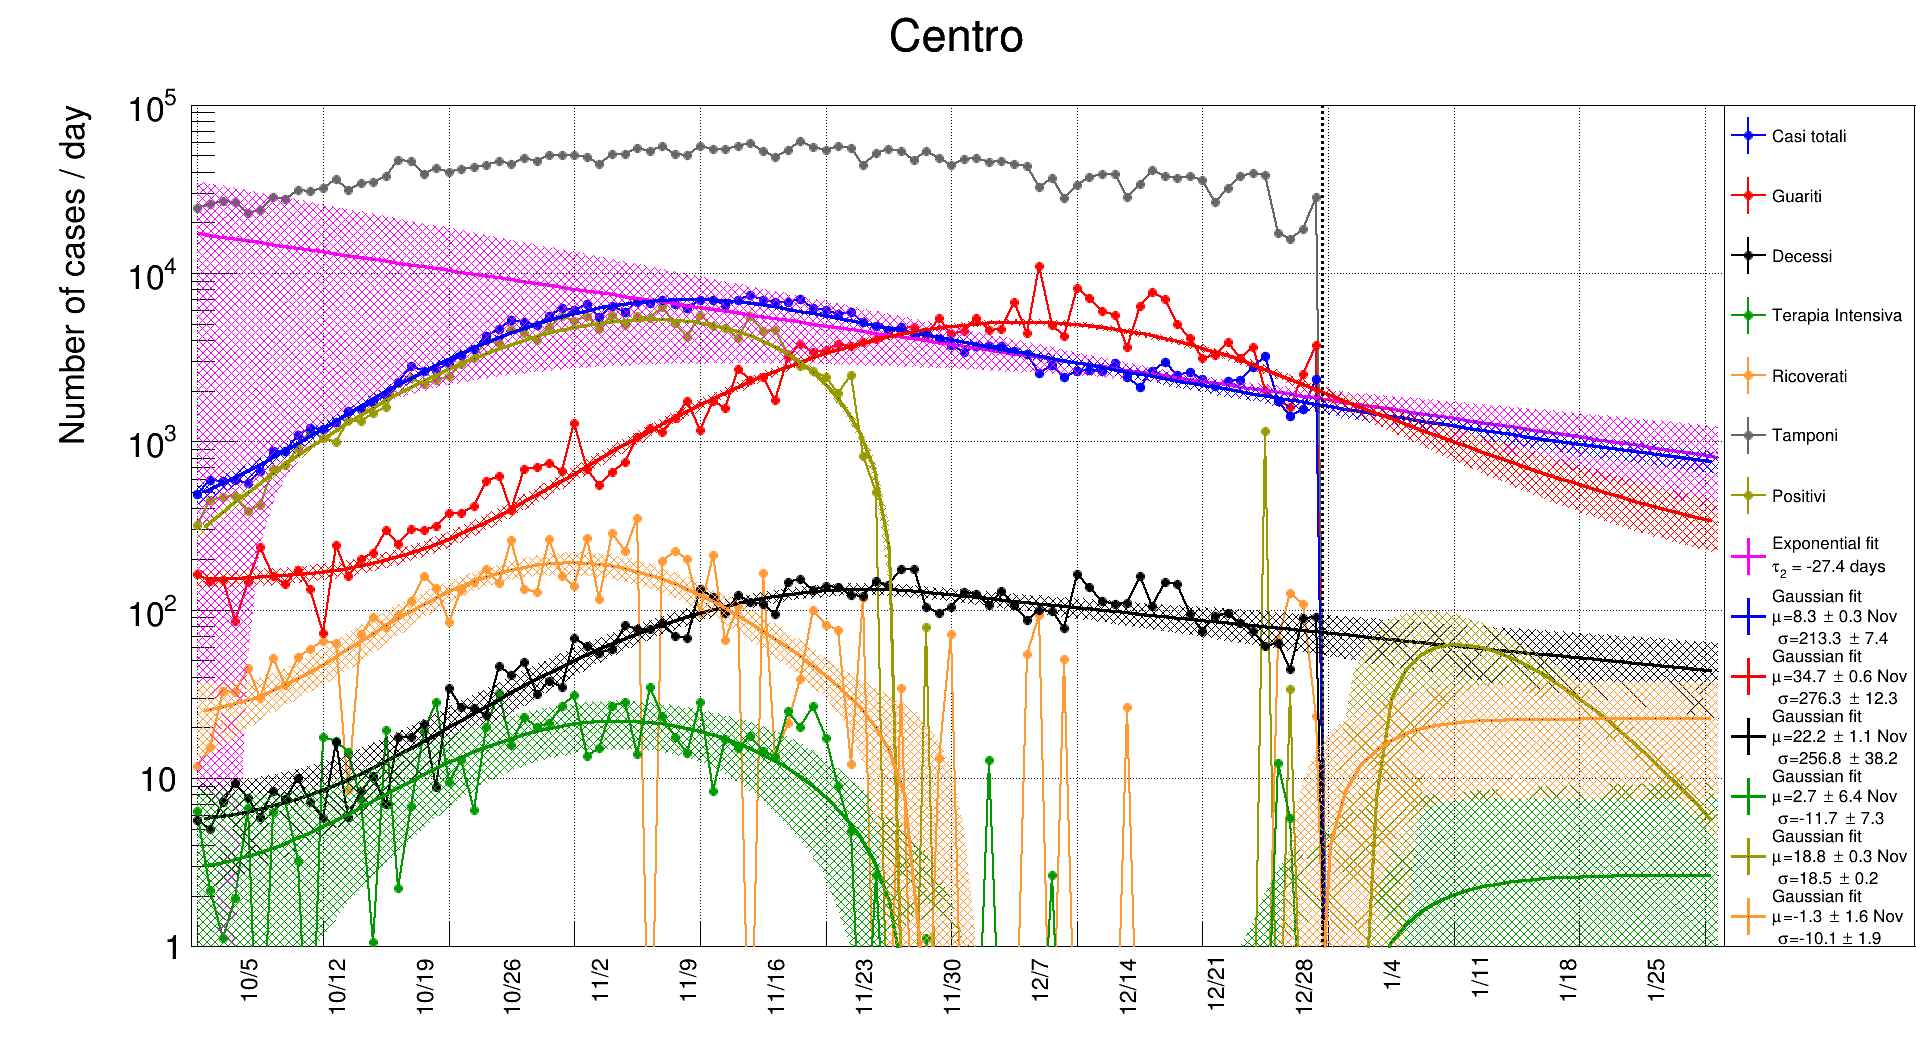 Centro
Number of cases / day
10^5
10^4
10^3
10^2
10
1
10/5
10/12
10/19
10/26
11/2
11/9
11/16
11/23
11/30
12/7
12/14
12/21
12/28
1/4
1/11
1/18
1/25
Casi totali
Guariti
Decessi
Terapia Intensiva
Ricoverati
Tamponi
Positivi
Exponential fit
τ₂ = -27.4 days
Gaussian fit
μ=8.3 ± 0.3 Nov
σ=213.3 ± 7.4
Gaussian fit
μ=34.7 ± 0.6 Nov
σ=276.3 ± 12.3
Gaussian fit
μ=22.2 ± 1.1 Nov
σ=256.8 ± 38.2
Gaussian fit
μ=2.7 ± 6.4 Nov
σ=-11.7 ± 7.3
Gaussian fit
μ=18.8 ± 0.3 Nov
σ=18.5 ± 0.2
Gaussian fit
μ=-1.3 ± 1.6 Nov
σ=-10.1 ± 1.9